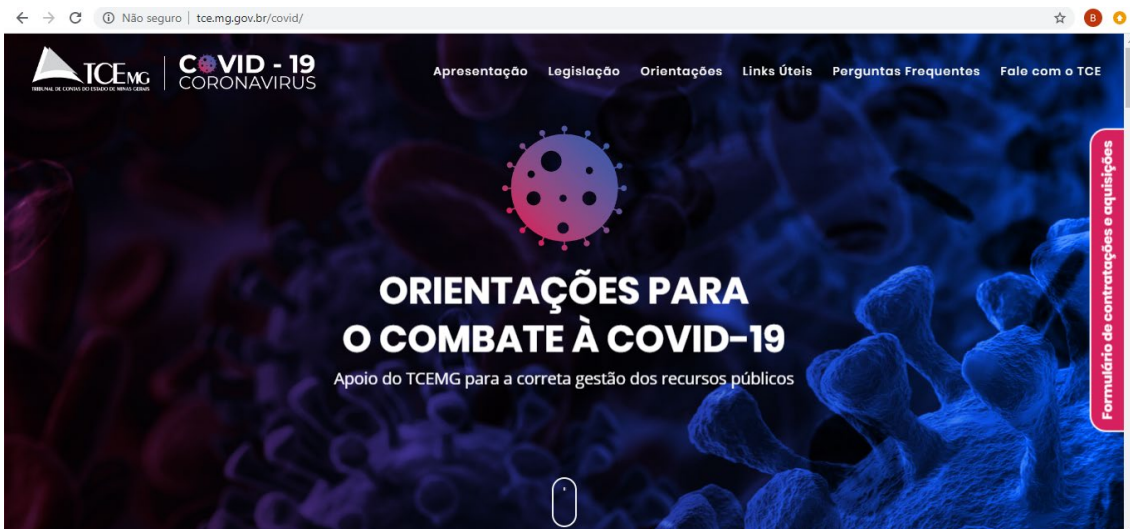 Não seguro | tce.mg.gov.br/covid/
B
TCEMG
TRIBUNAL DE CONTAS DO ESTADO DE MINAS GERAIS
COVID - 19
CORONAVIRUS
Apresentação Legislação Orientações Links Úteis Perguntas Frequentes Fale com o TCE
Formulário de contratações e aquisições
ORIENTAÇÕES PARA
O COMBATE À COVID-19
Apoio do TCEMG para a correta gestão dos recursos públicos